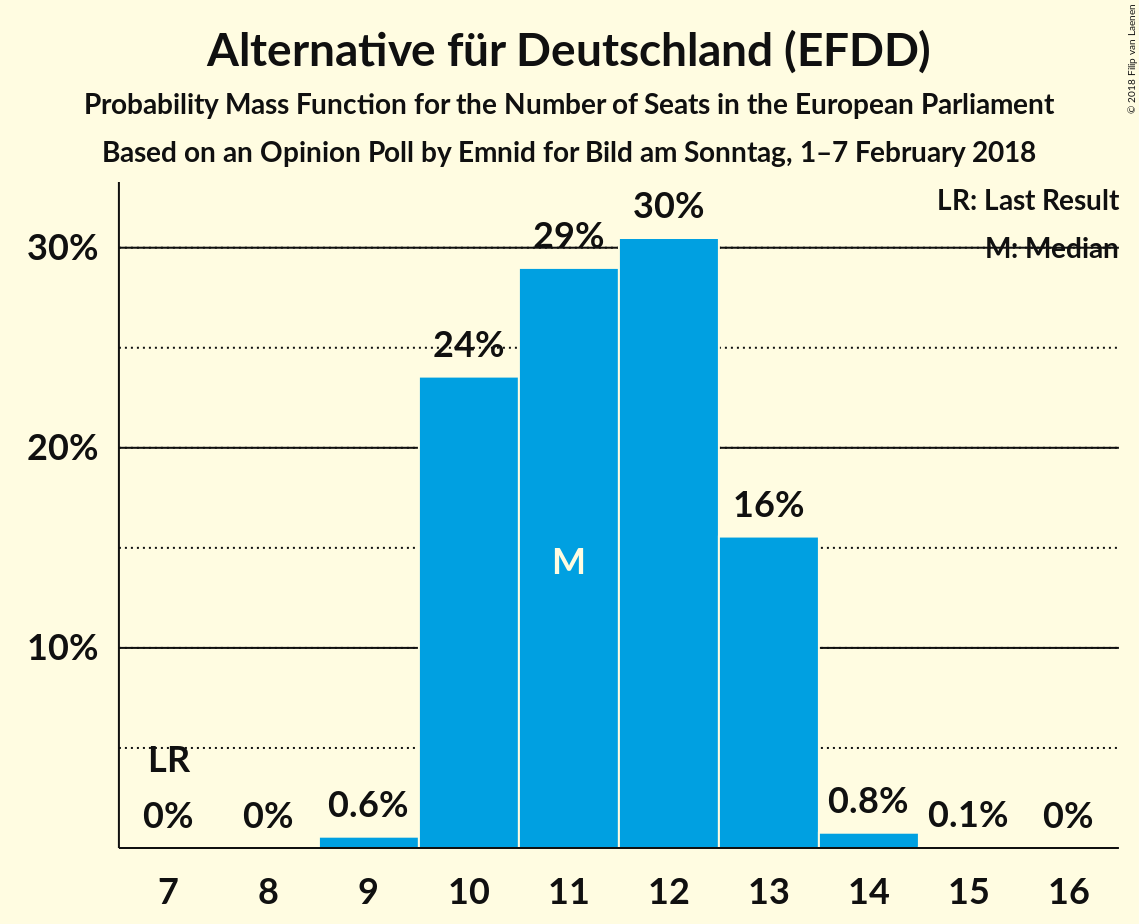 Alternative für Deutschland (EFDD)
Probability Mass Function for the Number of Seats in the European Parliament
Based on an Opinion Poll by Emnid for Bild am Sonntag, 1–7 February 2018
© 2018 Filip van Laenen
LR: Last Result
M: Median
30%
20%
10%
0%
0%
0.6%
24%
29%
30%
16%
0.8%
0.1%
0%
LR
M
7 8 9 10 11 12 13 14 15 16